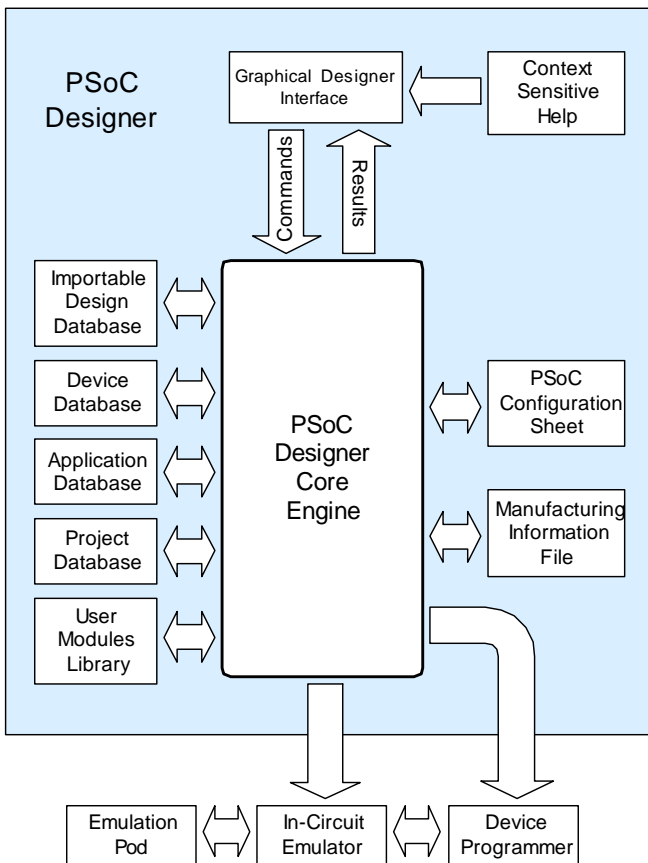 PSoC
Designer
Graphical Designer
Interface
Context
Sensitive
Help
Commands
Results
Importable
Design
Database
Device
Database
Application
Database
Project
Database
User
Modules
Library
PSoC
Designer
Core
Engine
PSoC
Configuration
Sheet
Manufacturing
Information
File
Emulation
Pod
In-Circuit
Emulator
Device
Programmer